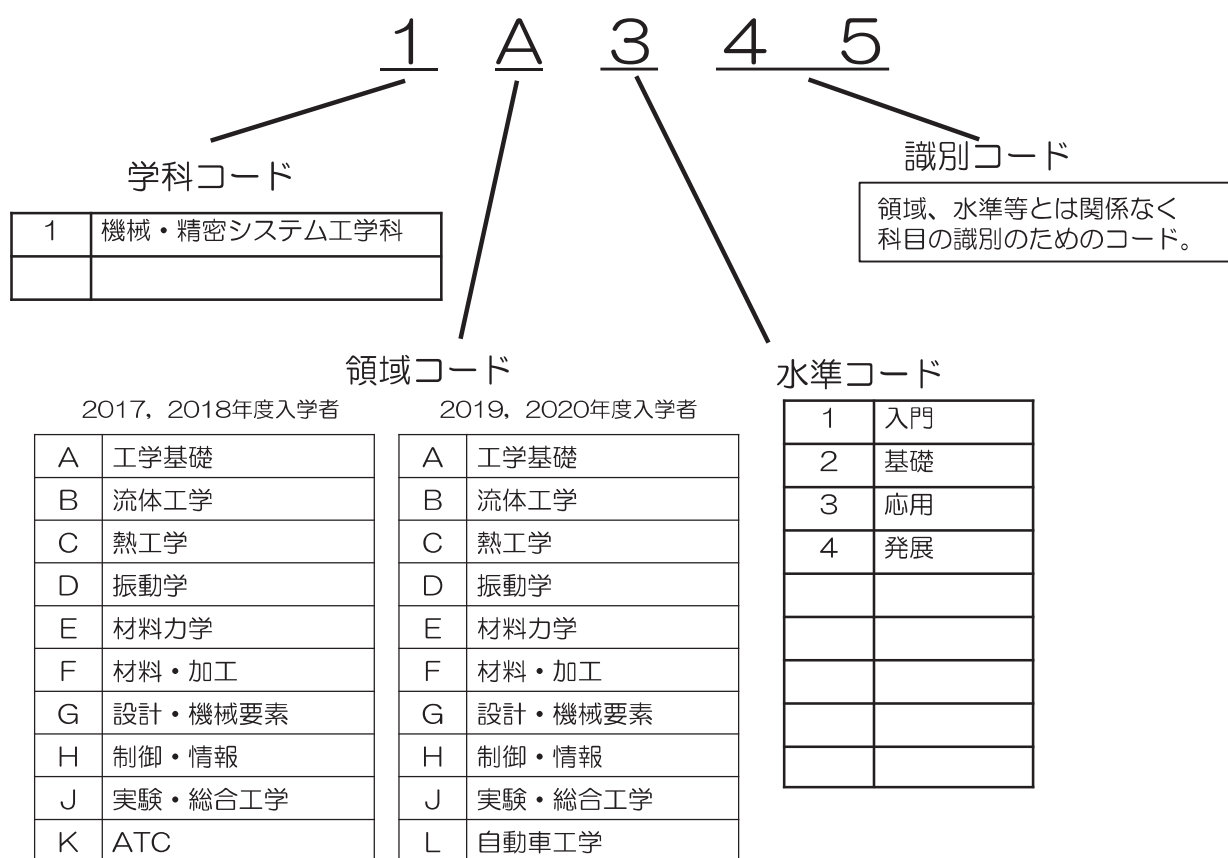 1 A 3 4 5
学科コード
1 機械・精密システム工学科
識別コード
領域、水準等とは関係なく
科目の識別のためのコード。
領域コード
2017, 2018年度入学者
A 工学基礎
B 流体工学
C 熱工学
D 振動学
E 材料力学
F 材料・加工
G 設計・機械要素
H 制御・情報
J 実験・総合工学
K ATC
2019, 2020年度入学者
A 工学基礎
B 流体工学
C 熱工学
D 振動学
E 材料力学
F 材料・加工
G 設計・機械要素
H 制御・情報
J 実験・総合工学
L 自動車工学
水準コード
1 入門
2 基礎
3 応用
4 発展